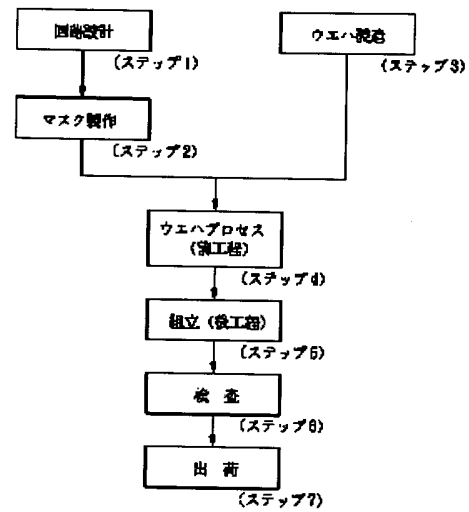 回路設計
(ステップ1)
ウエハ製造
(ステップ3)
マスク製作
(ステップ2)
ウエハプロセス
(前工程)
(ステップ4)
組立(後工程)
(ステップ5)
検査
(ステップ6)
出荷
(ステップ7)